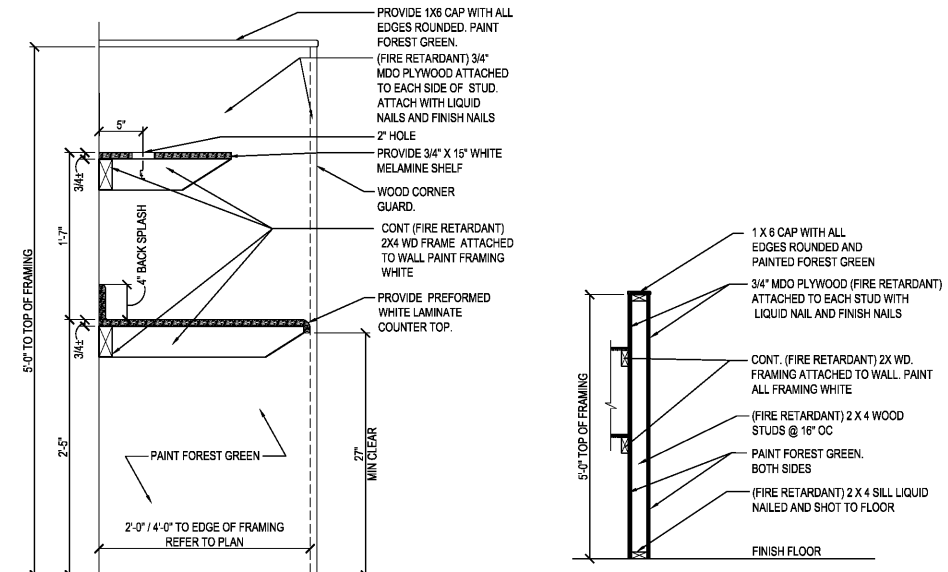 PROVIDE 1X6 CAP WITH ALL
EDGES ROUNDED. PAINT
FOREST GREEN.
(FIRE RETARDANT) 3/4"
MDO PLYWOOD ATTACHED
TO EACH SIDE OF STUD.
ATTACH WITH LIQUID
NAILS AND FINISH NAILS
5"
2" HOLE
PROVIDE 3/4" X 15" WHITE
MELAMINE SHELF
3/4±
WOOD CORNER
GUARD.
1'-7"
4" BACK SPLASH
CONT (FIRE RETARDANT)
2X4 WD FRAME ATTACHED
TO WALL PAINT FRAMING
WHITE
PROVIDE PREFORMED
WHITE LAMINATE
COUNTER TOP.
3/4±
5'-0" TO TOP OF FRAMING
2'-5"
27"
MIN CLEAR
PAINT FOREST GREEN
2'-0" / 4'-0" TO EDGE OF FRAMING
REFER TO PLAN
1 X 6 CAP WITH ALL
EDGES ROUNDED AND
PAINTED FOREST GREEN
3/4" MDO PLYWOOD (FIRE RETARDANT)
ATTACHED TO EACH STUD WITH
LIQUID NAIL AND FINISH NAILS
CONT. (FIRE RETARDANT) 2X WD.
FRAMING ATTACHED TO WALL. PAINT
ALL FRAMING WHITE
(FIRE RETARDANT) 2 X 4 WOOD
STUDS @ 16" OC
PAINT FOREST GREEN.
BOTH SIDES
(FIRE RETARDANT) 2 X 4 SILL LIQUID
NAILED AND SHOT TO FLOOR
5'-0" TOP OF FRAMING
FINISH FLOOR